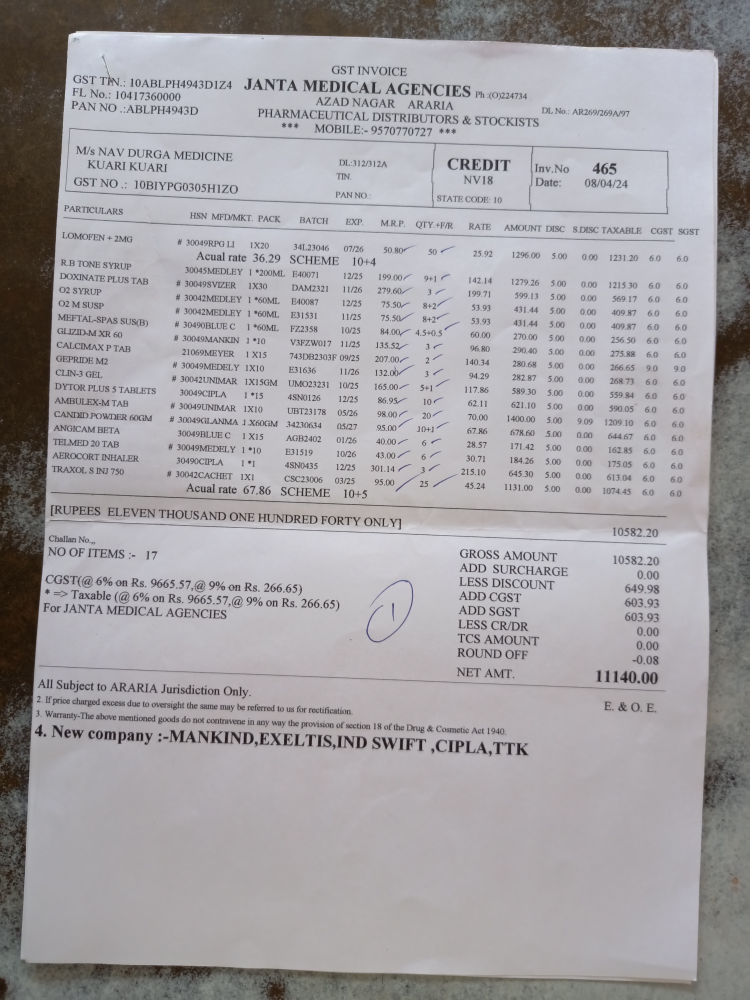 GST INVOICE
GST TIN.: 10ABLPH4943D1Z4 JANTA MEDICAL AGENCIES Ph :(O)224734
FL No.: 10417360000 AZAD NAGAR ARARIA DL No.: AR269/269A/97
PAN NO .:ABLPH4943D PHARMACEUTICAL DISTRIBUTORS & STOCKISTS
*** MOBILE:- 9570770727 ***
M/s NAV DURGA MEDICINE DL:312/312A CREDIT Inv.No 465
KUARI KUARI TIN. NV18 Date: 08/04/24
GST NO .: 10BIYPG0305H1ZO PAN NO : STATE CODE: 10
PARTICULARS HSN MFD/MKT. PACK BATCH EXP. M.R.P. QTY.+F/R RATE AMOUNT DISC S.DISC TAXABLE CGST SGST
LOMOFEN + 2MG # 30049RPG LI 1X20 34L23046 07/26 50.80 50 25.92 1296.00 5.00 0.00 1231.20 6.0 6.0
Acual rate 36.29 SCHEME 10+4
R.B TONE SYRUP 30045MEDLEY 1 *200ML E40071 12/25 199.00 9+1 142.14 1279.26 5.00 0.00 1215.30 6.0 6.0
DOXINATE PLUS TAB # 30049SVIZER 1X30 DAM2321 11/26 279.60 3 199.71 599.13 5.00 0.00 569.17 6.0 6.0
O2 SYRUP # 30042MEDLEY 1 *60ML E40087 12/25 75.50 8+2 53.93 431.44 5.00 0.00 409.87 6.0 6.0
O2 M SUSP # 30042MEDLEY 1 *60ML E31531 11/25 75.50 8+2 53.93 431.44 5.00 0.00 409.87 6.0 6.0
MEFTAL-SPAS SUS(B) # 30490BLUE C 1 *60ML FZ2358 10/25 84.00 4.5+0.5 60.00 270.00 5.00 0.00 256.50 6.0 6.0
GLIZID-M XR 60 # 30049MANKIN 1 *10 V3FZW017 11/25 135.52 3 96.80 290.40 5.00 0.00 275.88 6.0 6.0
CALCIMAX P TAB 21069MEYER 1 X15 743DB2303F 09/25 207.00 2 140.34 280.68 5.00 0.00 266.65 9.0 9.0
GEPRIDE M2 # 30049MEDELY 1X10 E31636 11/26 132.00 3 94.29 282.87 5.00 0.00 268.73 6.0 6.0
CLIN-3 GEL # 30042UNIMAR 1X15GM UMO23231 10/25 165.00 5+1 117.86 589.30 5.00 0.00 559.84 6.0 6.0
DYTOR PLUS 5 TABLETS 30049CIPLA 1 *15 4SN0126 12/25 86.95 10 62.11 621.10 5.00 0.00 590.05 6.0 6.0
AMBULEX-M TAB # 30049UNIMAR 1X10 UBT23178 05/26 98.00 20 70.00 1400.00 5.00 9.09 1209.10 6.0 6.0
CANDID POWDER 60GM # 30049GLANMA 1 X60GM 34230634 05/27 95.00 10+1 67.86 678.60 5.00 0.00 644.67 6.0 6.0
ANGICAM BETA 30049BLUE C 1 X15 AGB2402 01/26 40.00 6 28.57 171.42 5.00 0.00 162.85 6.0 6.0
TELMED 20 TAB # 30049MEDELY 1 *10 E31519 10/26 43.00 6 30.71 184.26 5.00 0.00 175.05 6.0 6.0
AEROCORT INHALER 30490CIPLA 1 *1 4SN0435 12/25 301.14 3 215.10 645.30 5.00 0.00 613.04 6.0 6.0
TRAXOL S INJ 750 # 30042CACHET 1X1 CSC23006 03/25 95.00 25 45.24 1131.00 5.00 0.00 1074.45 6.0 6.0
Acual rate 67.86 SCHEME 10+5
[RUPEES ELEVEN THOUSAND ONE HUNDRED FORTY ONLY] 10582.20
Challan No.,,
NO OF ITEMS :- 17
CGST(@ 6% on Rs. 9665.57,@ 9% on Rs. 266.65)
* => Taxable (@ 6% on Rs. 9665.57,@ 9% on Rs. 266.65)
For JANTA MEDICAL AGENCIES
1
GROSS AMOUNT 10582.20
ADD SURCHARGE 0.00
LESS DISCOUNT 649.98
ADD CGST 603.93
ADD SGST 603.93
LESS CR/DR 0.00
TCS AMOUNT 0.00
ROUND OFF -0.08
NET AMT. 11140.00
All Subject to ARARIA Jurisdiction Only. E. & O. E.
2. If price charged excess due to oversight the same may be referred to us for rectification.
3. Warranty-The above mentioned goods do not contravene in any way the provision of section 18 of the Drug & Cosmetic Act 1940.
4. New company :-MANKIND,EXELTIS,IND SWIFT ,CIPLA,TTK